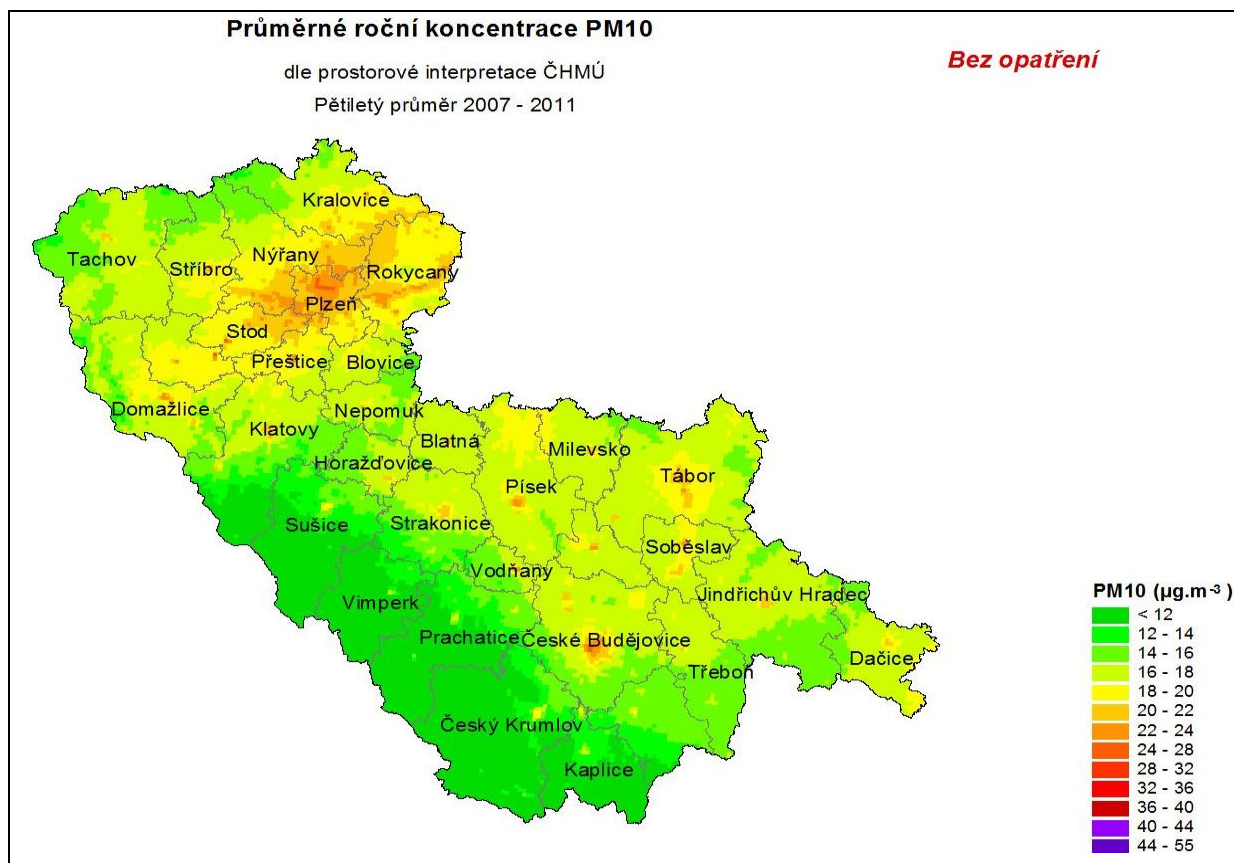 Průměrné roční koncentrace PM10
Bez opatření
dle prostorové interpretace ČHMÚ
Pětiletý průměr 2007 - 2011
Kralovice
Tachov
Stříbro
Nýřany
Rokycany
Plzeň
Stod
Přeštice
Blovice
Domažlice
Nepomuk
Klatovy
Blatná
Milevsko
Horažďovice
Tábor
Písek
Sušice
Strakonice
Soběslav
Vodňany
Jindřichův Hradec
Vimperk
Prachatice
České Budějovice
Dačice
Třeboň
Český Krumlov
Kaplice
PM10 (µg.m-3 )
< 12
12 - 14
14 - 16
16 - 18
18 - 20
20 - 22
22 - 24
24 - 28
28 - 32
32 - 36
36 - 40
40 - 44
44 - 55